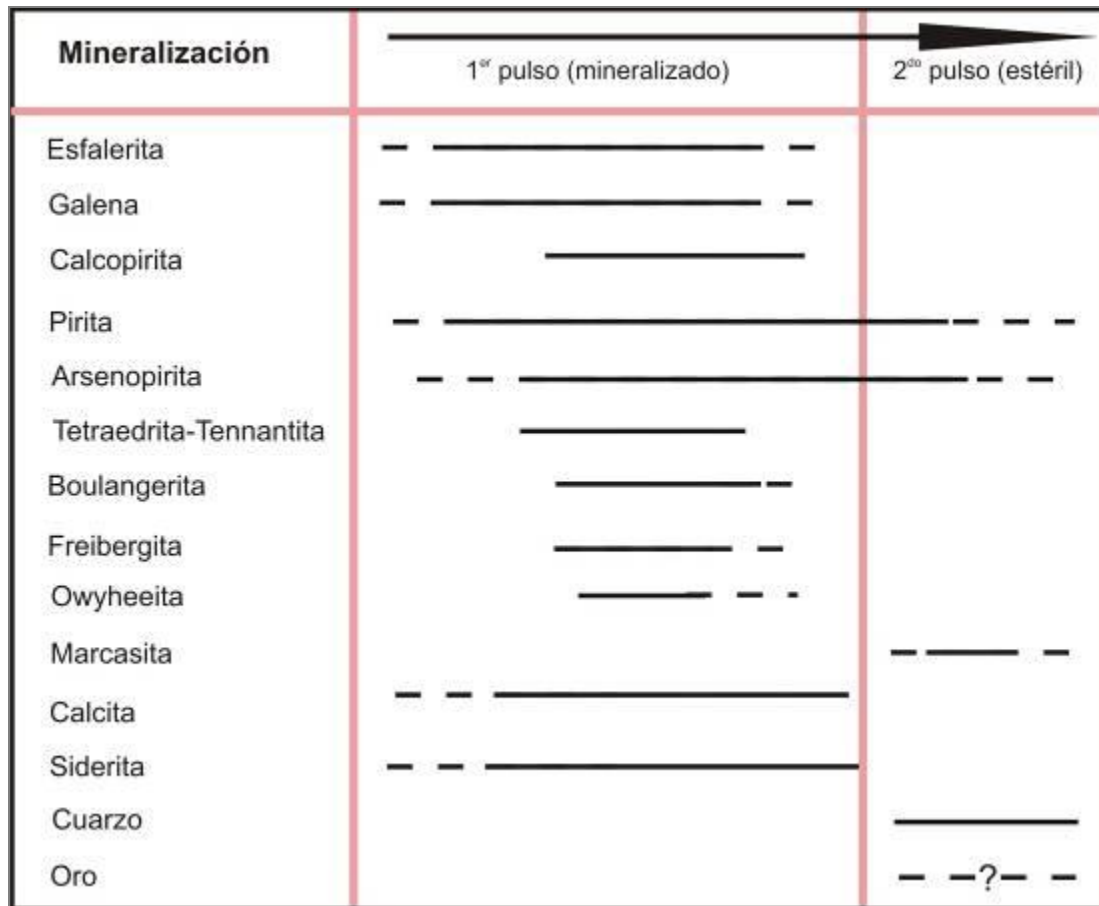 Mineralización
1er pulso (mineralizado)
2do pulso (estéril)
Esfalerita
Galena
Calcopirita
Pirita
Arsenopirita
Tetraedrita-Tennantita
Boulangerita
Freibergita
Owyheeita
Marcasita
Calcita
Siderita
Cuarzo
Oro
?